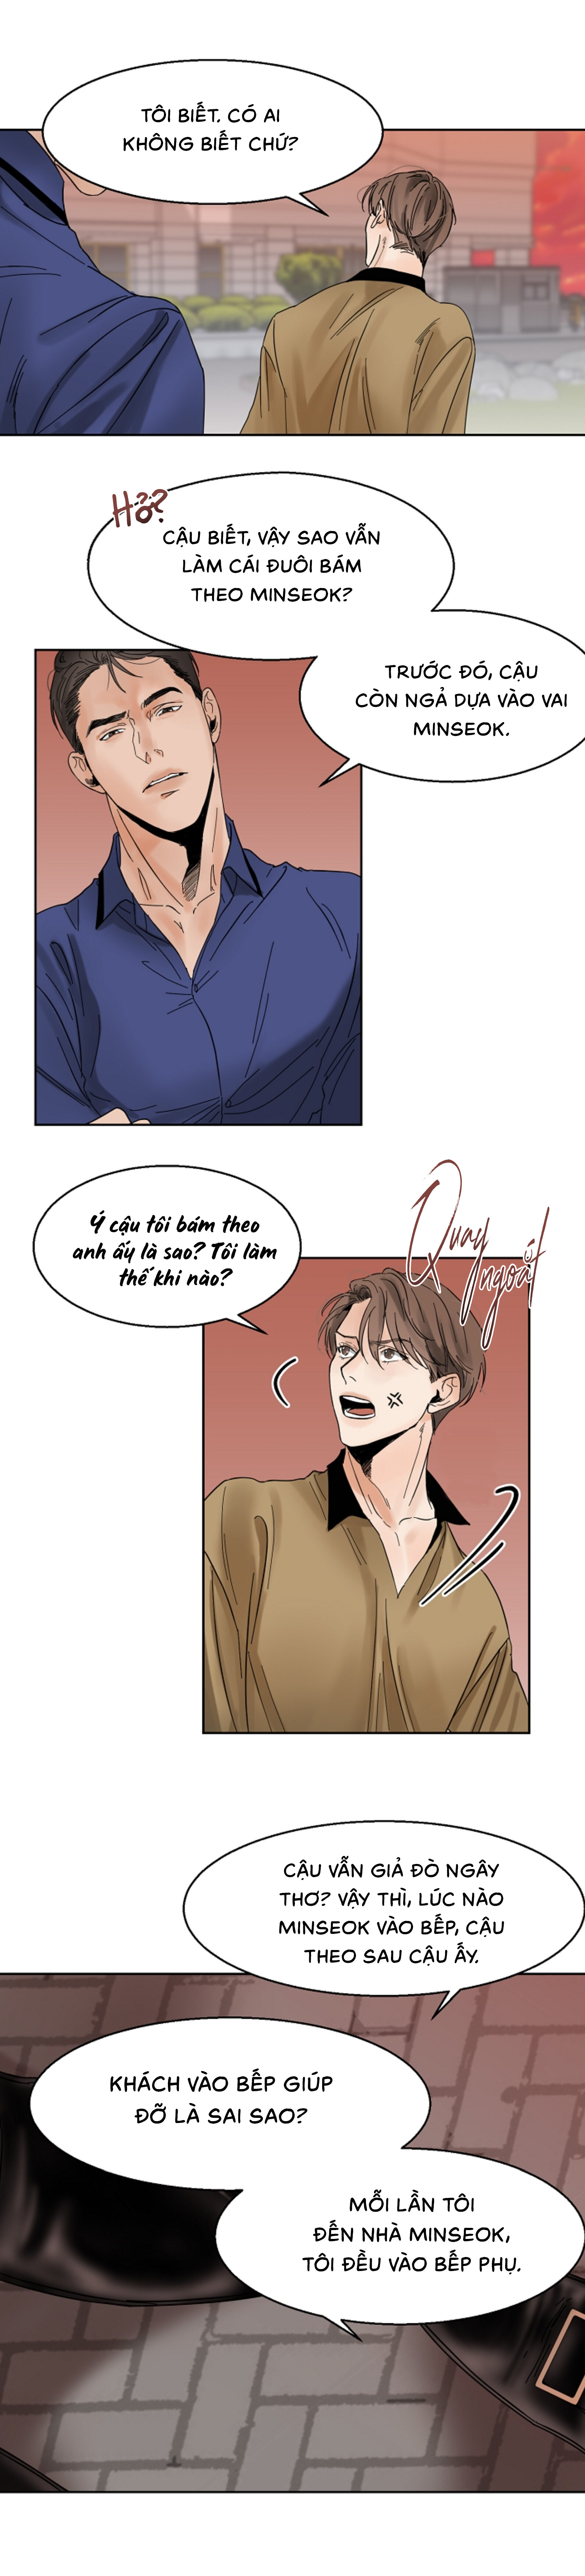 TÔI BIẾT. CÓ AI
KHÔNG BIẾT CHỨ?
Hở?
CẬU BIẾT, VẬY SAO VẪN
LÀM CÁI ĐUÔI BÁM
THEO MINSEOK?
TRƯỚC ĐÓ, CẬU
CÒN NGẢ DỰA VÀO VAI
MINSEOK.
Quay
ngoắt
Ý cậu tôi bám theo
anh ấy là sao? Tôi làm
thế khi nào?
CẬU VẪN GIẢ ĐÒ NGÂY
THƠ? VẬY THÌ, LÚC NÀO
MINSEOK VÀO BẾP, CẬU
THEO SAU CẬU ẤY.
KHÁCH VÀO BẾP GIÚP
ĐỠ LÀ SAI SAO?
MỖI LẦN TÔI
ĐẾN NHÀ MINSEOK,
TÔI ĐỀU VÀO BẾP PHỤ.